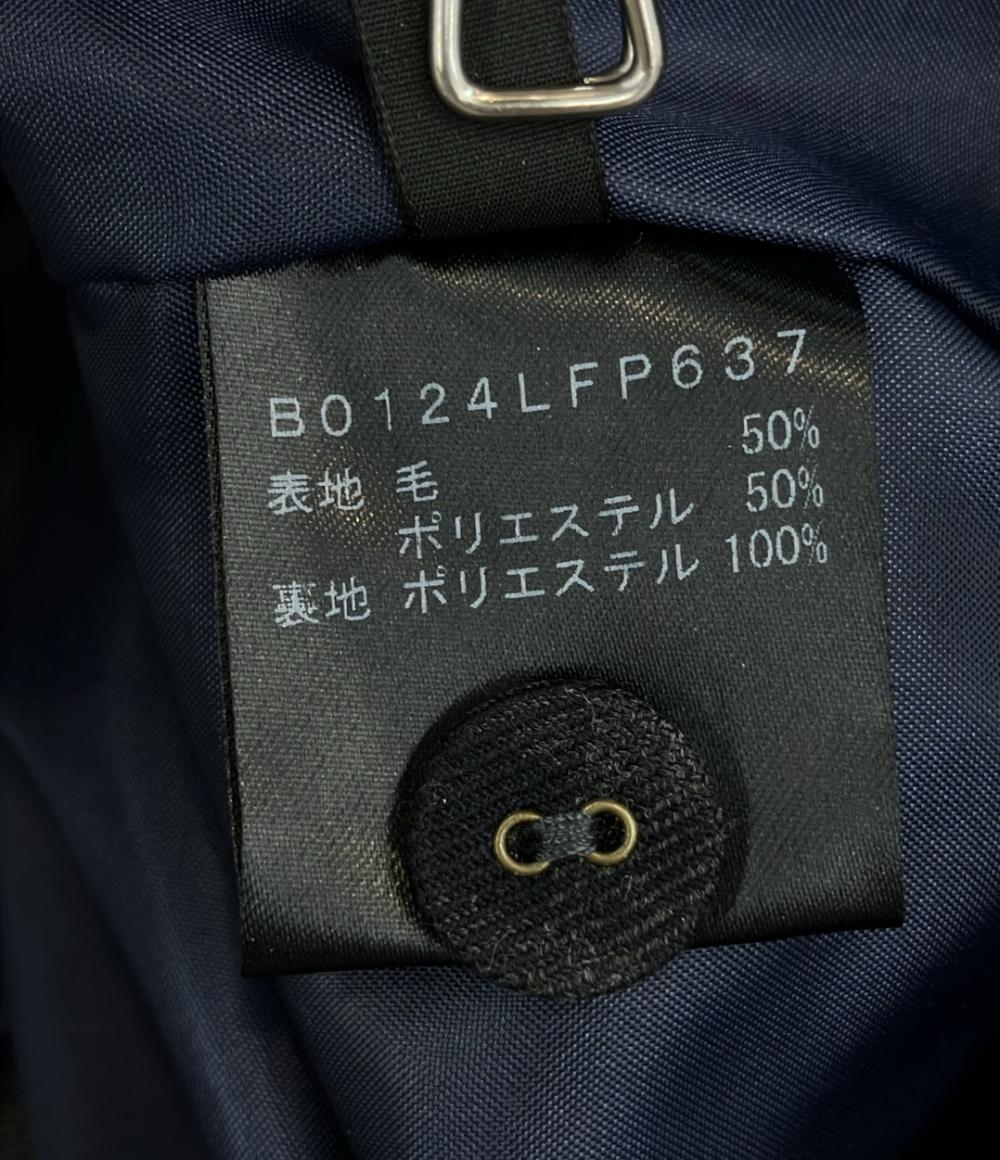 B0124LFP637
表地 毛 50%
ポリエステル 50%
裏地 ポリエステル 100%